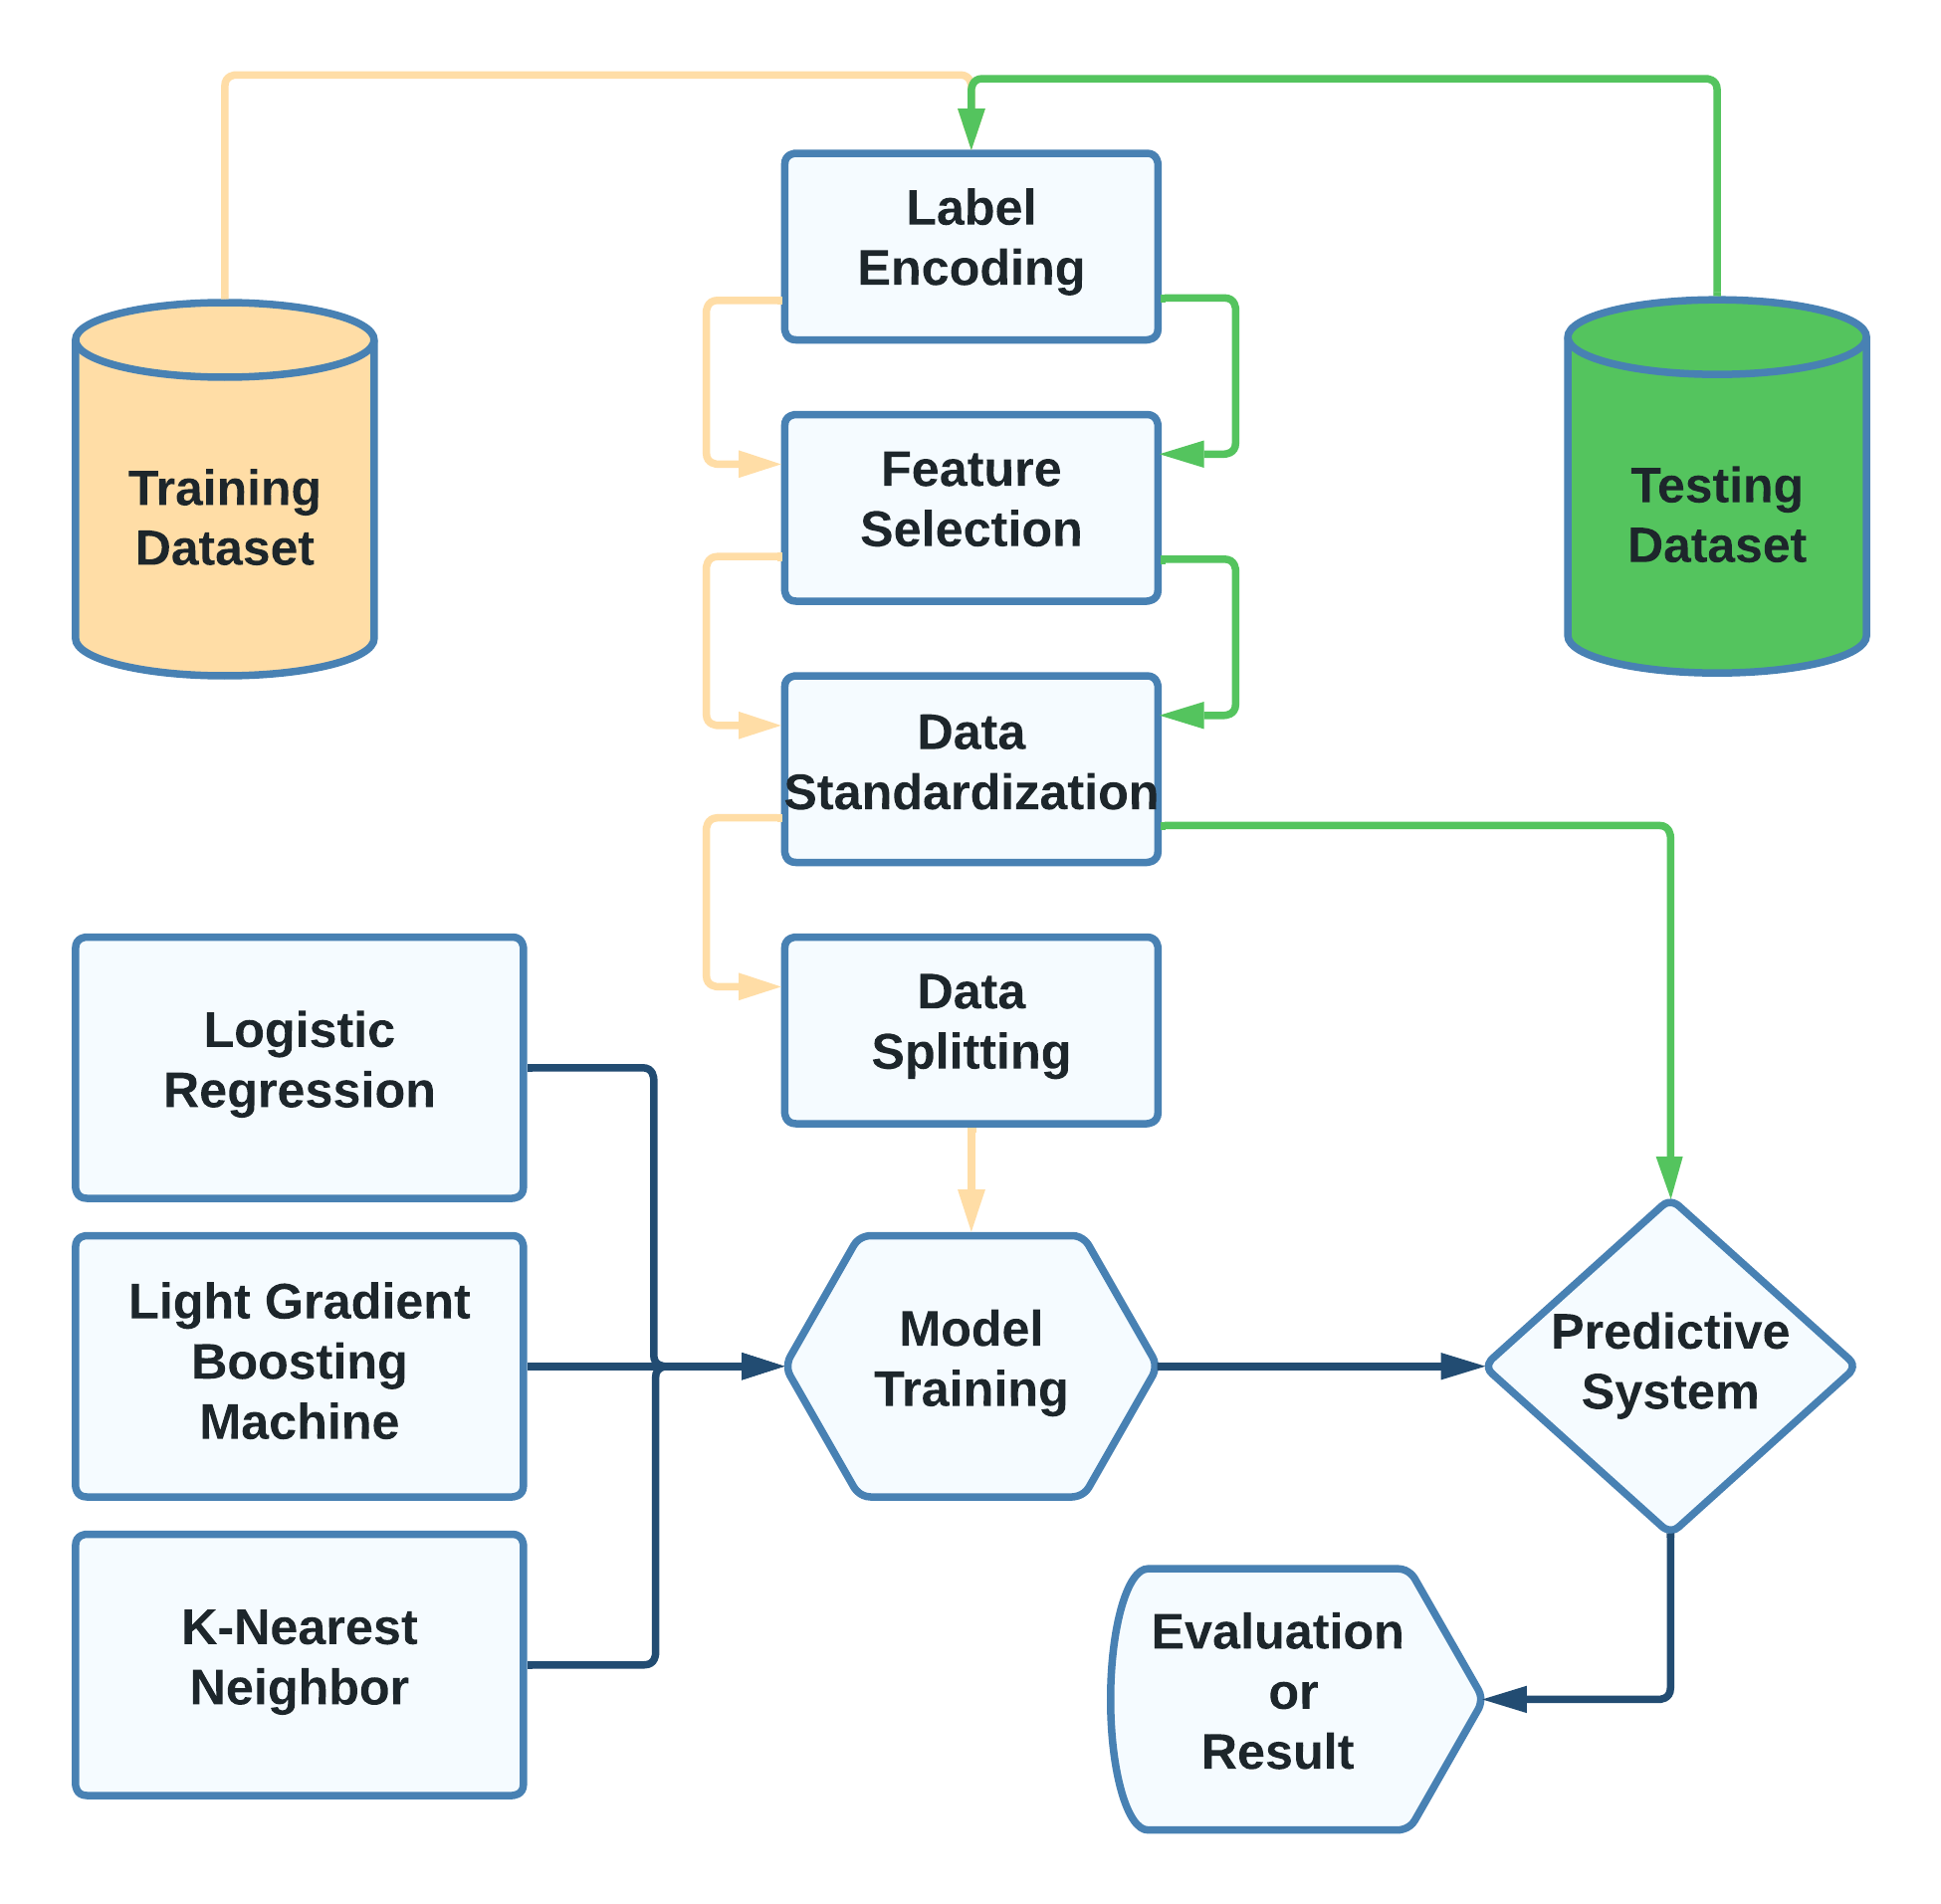 Label
Encoding
Training
Dataset
Feature
Selection
Testing
Dataset
Data
Standardization
Data
Splitting
Logistic
Regression
Light Gradient
Boosting
Machine
K-Nearest
Neighbor
Model
Training
Predictive
System
Evaluation
or
Result